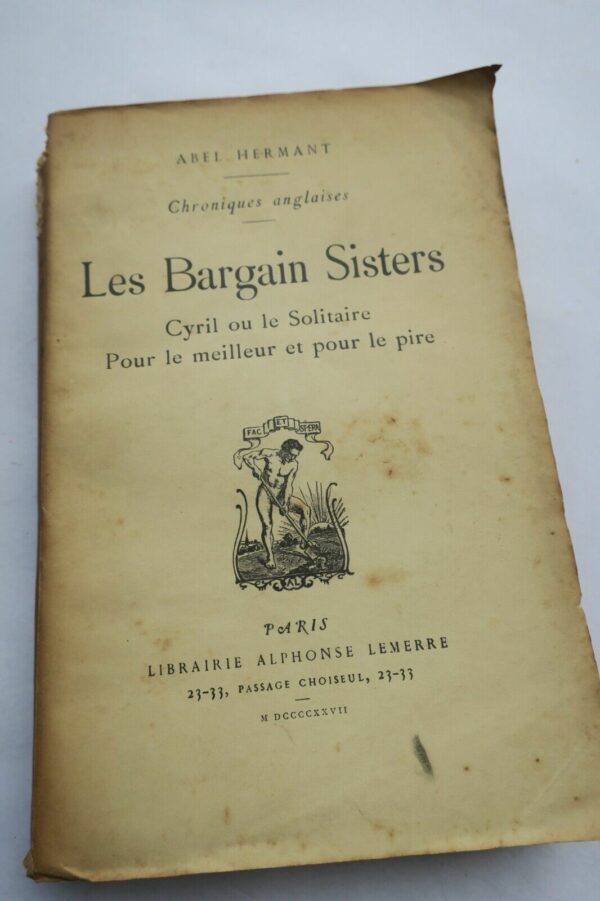 ABEL HERMANT
Chroniques anglaises
Les Bargain Sisters
Cyril ou le Solitaire
Pour le meilleur et pour le pire
FAC ET SPERA
AL
PARIS
LIBRAIRIE ALPHONSE LEMERRE
23-33, PASSAGE CHOISEUL, 23-33
M DCCCCXXVII